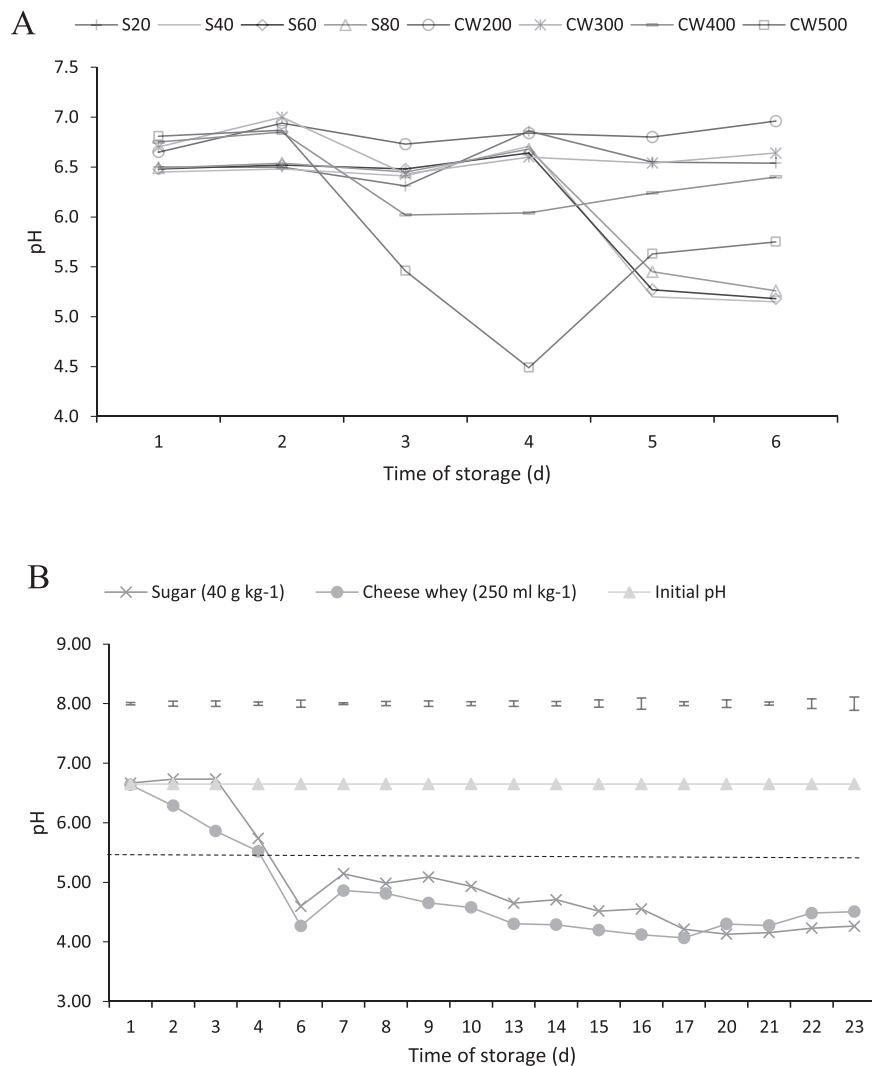 A
S20 S40 S60 S80 CW200 CW300 CW400 CW500
7.5
7.0
6.5
6.0
5.5
5.0
4.5
4.0
pH
1 2 3 4 5 6
Time of storage (d)
B
Sugar (40 g kg-1) Cheese whey (250 ml kg-1) Initial pH
9.00
8.00
7.00
6.00
5.00
4.00
3.00
pH
1 2 3 4 6 7 8 9 10 13 14 15 16 17 20 21 22 23
Time of storage (d)